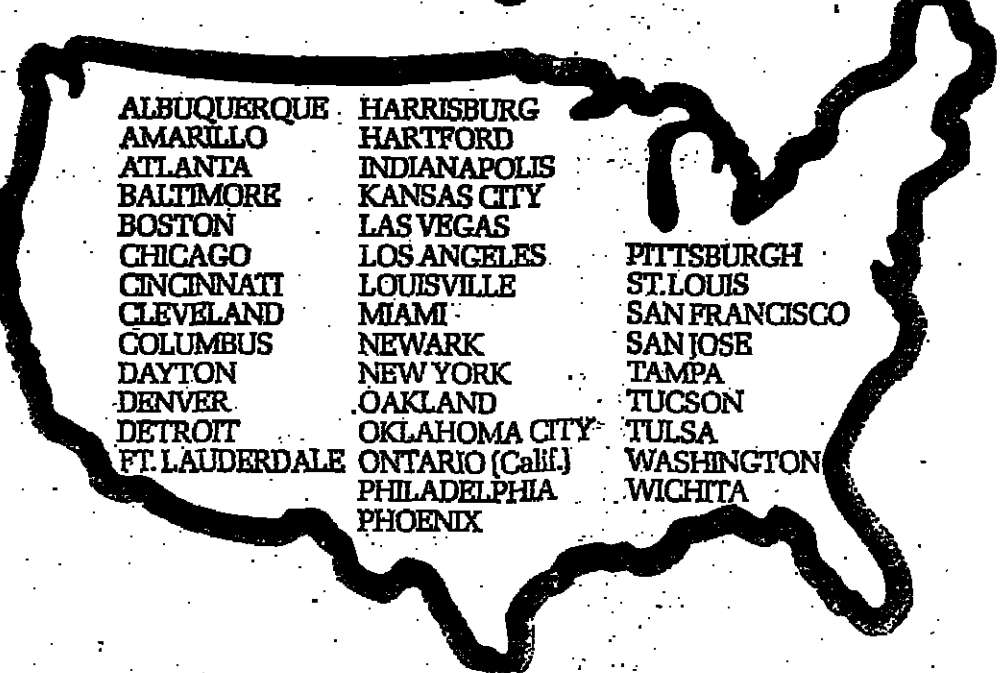 ALBUQUERQUE
AMARILLO
ATLANTA
BALTIMORE
BOSTON
CHICAGO
CINCINNATI
CLEVELAND
COLUMBUS
DAYTON
DENVER
DETROIT
FT. LAUDERDALE
HARRISBURG
HARTFORD
INDIANAPOLIS
KANSAS CITY
LAS VEGAS
LOS ANGELES
LOUISVILLE
MIAMI
NEWARK
NEW YORK
OAKLAND
OKLAHOMA CITY
ONTARIO (Calif.)
PHILADELPHIA
PHOENIX
PITTSBURGH
ST. LOUIS
SAN FRANCISCO
SAN JOSE
TAMPA
TUCSON
TULSA
WASHINGTON
WICHITA